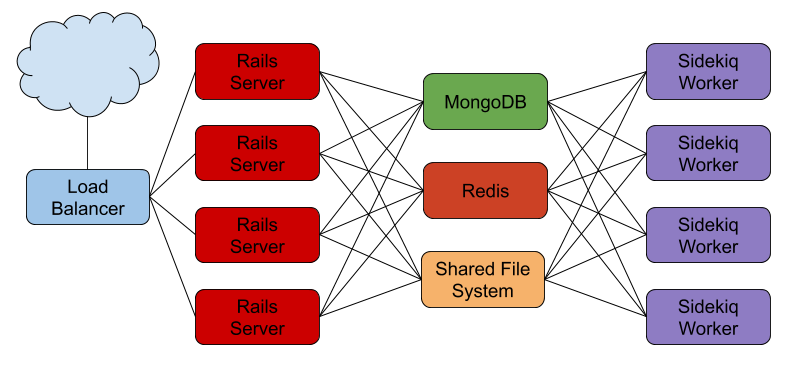 Load
Balancer
Rails
Server
Rails
Server
Rails
Server
Rails
Server
MongoDB
Redis
Shared File
System
Sidekiq
Worker
Sidekiq
Worker
Sidekiq
Worker
Sidekiq
Worker